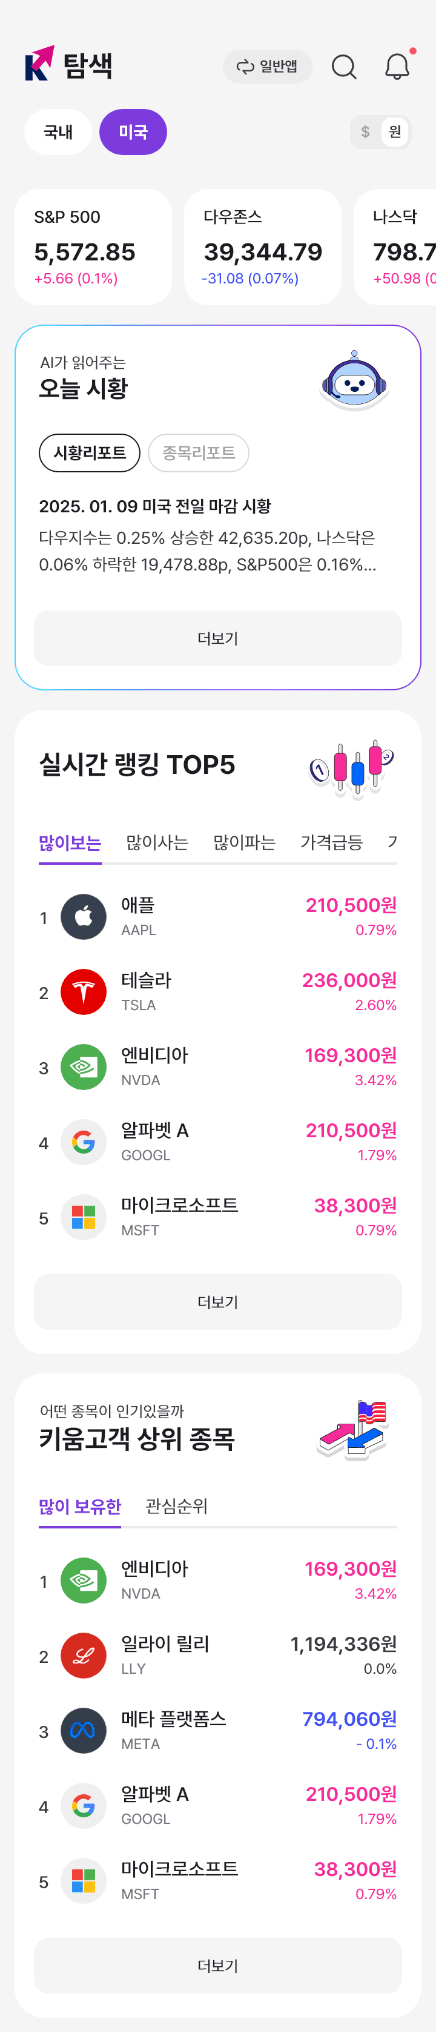 탐색
일반앱
국내
미국
$
원
S&P 500
5,572.85
+5.66 (0.1%)
다우존스
39,344.79
-31.08 (0.07%)
나스닥
798.7
+50.98 (0
AI가 읽어주는
오늘 시황
시황리포트
종목리포트
2025. 01. 09 미국 전일 마감 시황
다우지수는 0.25% 상승한 42,635.20p, 나스닥은
0.06% 하락한 19,478.88p, S&P500은 0.16%...
더보기
실시간 랭킹 TOP5
많이보는
많이사는
많이파는
가격급등
1
애플
210,500원
AAPL
0.79%
2
테슬라
236,000원
TSLA
2.60%
3
엔비디아
169,300원
NVDA
3.42%
4
알파벳 A
210,500원
GOOGL
1.79%
5
마이크로소프트
38,300원
MSFT
0.79%
더보기
어떤 종목이 인기있을까
키움고객 상위 종목
많이 보유한
관심순위
1
엔비디아
169,300원
NVDA
3.42%
2
일라이 릴리
1,194,336원
LLY
0.0%
3
메타 플랫폼스
794,060원
META
- 0.1%
4
알파벳 A
210,500원
GOOGL
1.79%
5
마이크로소프트
38,300원
MSFT
0.79%
더보기